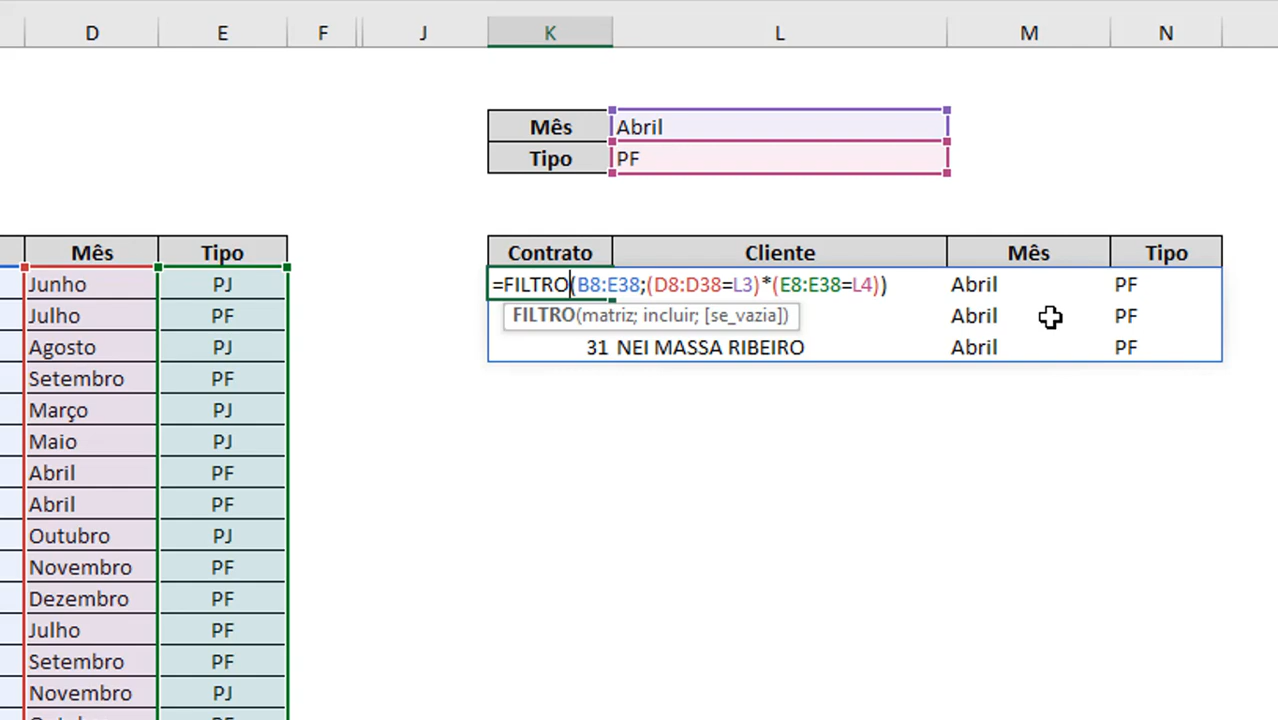 D E F J K L M N
Mês Abril
Tipo PF
Mês Tipo Contrato Cliente Mês Tipo
Junho PJ =FILTRO(B8:E38;(D8:D38=L3)*(E8:E38=L4)) Abril PF
Julho PF FILTRO(matriz; incluir; [se_vazia]) Abril PF
Agosto PJ 31 NEI MASSA RIBEIRO Abril PF
Setembro PF
Março PJ
Maio PJ
Abril PF
Abril PF
Outubro PJ
Novembro PF
Dezembro PF
Julho PF
Setembro PF
Novembro PJ